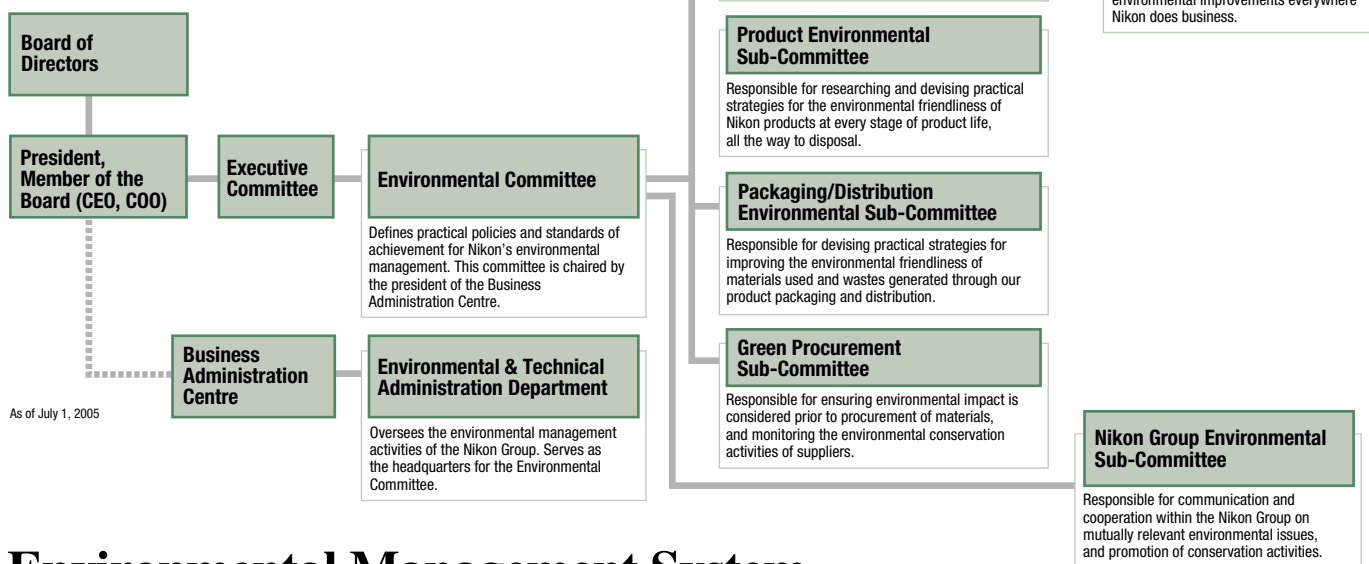 environmental improvements everywhere
Nikon does business.
Board of
Directors
President,
Member of the
Board (CEO, COO)
Executive
Committee
Environmental Committee
Defines practical policies and standards of
achievement for Nikon's environmental
management. This committee is chaired by
the president of the Business
Administration Centre.
Product Environmental
Sub-Committee
Responsible for researching and devising practical
strategies for the environmental friendliness of
Nikon products at every stage of product life,
all the way to disposal.
Packaging/Distribution
Environmental Sub-Committee
Responsible for devising practical strategies for
improving the environmental friendliness of
materials used and wastes generated through our
product packaging and distribution.
Green Procurement
Sub-Committee
Responsible for ensuring environmental impact is
considered prior to procurement of materials,
and monitoring the environmental conservation
activities of suppliers.
Business
Administration
Centre
Environmental & Technical
Administration Department
Oversees the environmental management
activities of the Nikon Group. Serves as
the headquarters for the Environmental
Committee.
As of July 1, 2005
Nikon Group Environmental
Sub-Committee
Responsible for communication and
cooperation within the Nikon Group on
mutually relevant environmental issues,
and promotion of conservation activities.
Environmental Management System